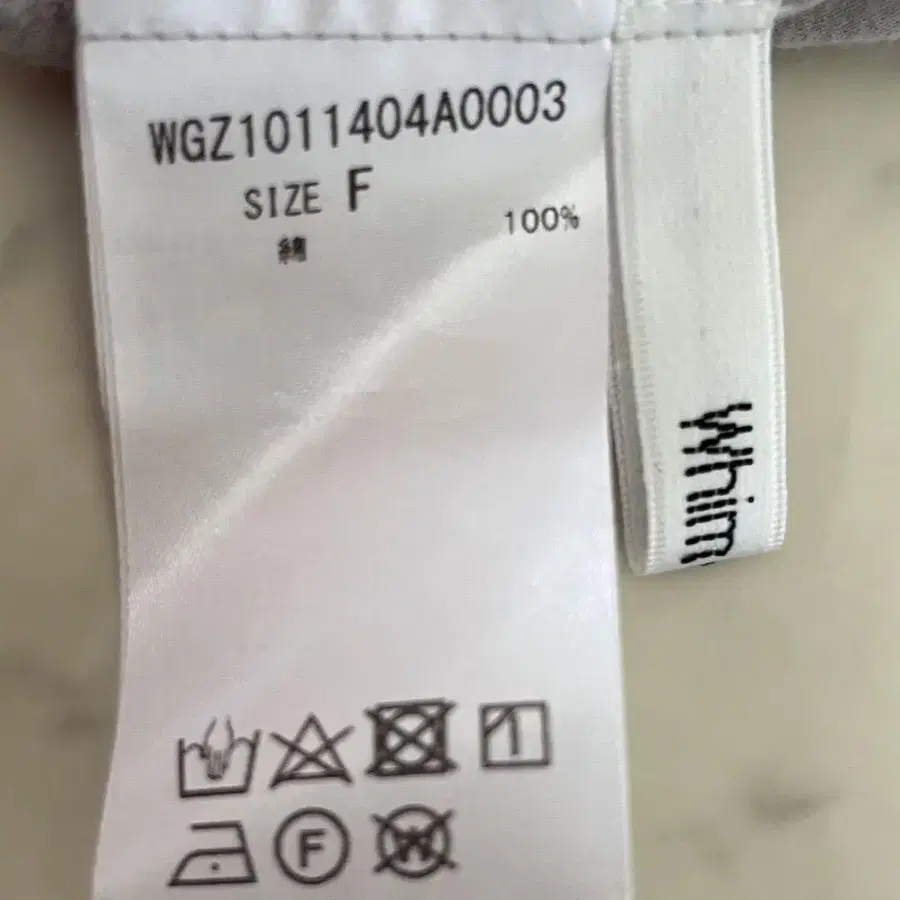 WGZ1011404A0003
SIZE F
綿 100%
Whim
F
W